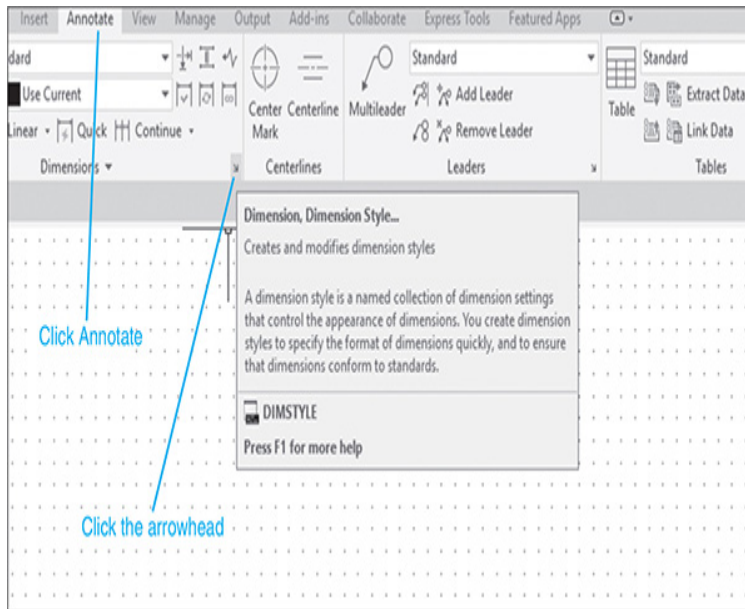 Insert Annotate View Manage Output Add-ins Collaborate Express Tools Featured Apps
dard
Use Current
Linear Quick Continue
Dimensions
Center Mark
Centerline
Centerlines
Multileader
Standard
Add Leader
Remove Leader
Leaders
Table
Standard
Extract Data
Link Data
Tables
Dimension, Dimension Style...
Creates and modifies dimension styles
A dimension style is a named collection of dimension settings
that control the appearance of dimensions. You create dimension
styles to specify the format of dimensions quickly, and to ensure
that dimensions conform to standards.
DIMSTYLE
Press F1 for more help
Click Annotate
Click the arrowhead